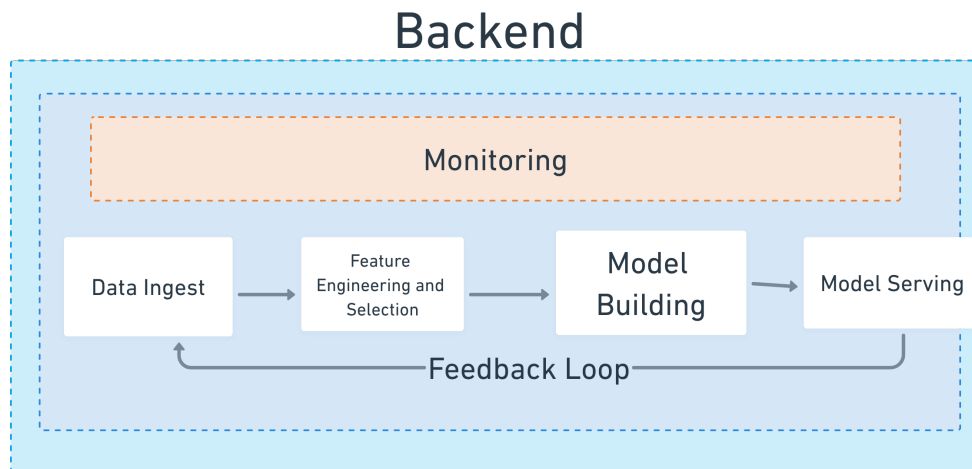 Backend
Monitoring
Data Ingest
Feature
Engineering and
Selection
Model
Building
Model Serving
Feedback Loop